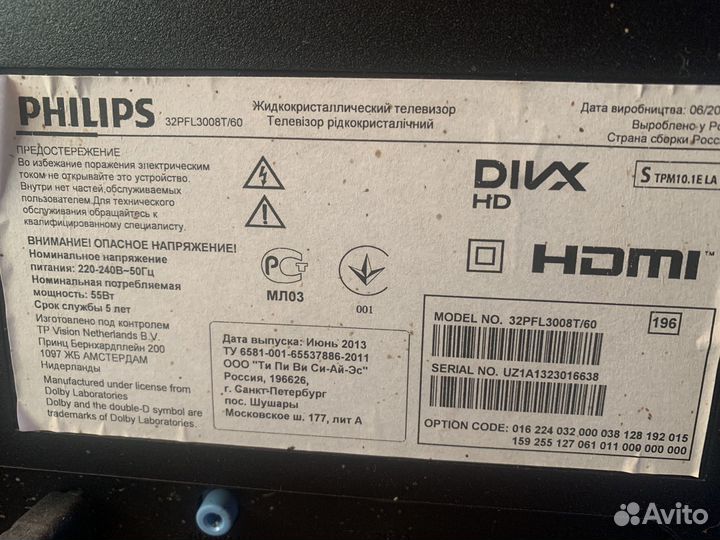 PHILIPS 32PFL3008T/60
Жидкокристаллический телевизор
Телевізор рідкокристалічний
Дата виробництва: 06/20
Вироблено у Ро
Страна сборки Росс
ПРЕДОСТЕРЕЖЕНИЕ
Во избежание поражения электрическим
током не открывайте это устройство.
Внутри нет частей, обслуживаемых
пользователем. Для технического
обслуживания обращайтесь к
квалифицированному специалисту.
DIVX
HD
S TPM10.1E LA
ВНИМАНИЕ! ОПАСНОЕ НАПРЯЖЕНИЕ!
Номинальное напряжение
питания: 220-240В~50Гц
Номинальная потребляемая
мощность: 55Вт
Срок службы 5 лет
РСТ
МЛ03
001
HDMI
Изготовлено под контролем
TP Vision Netherlands B.V.
Принц Бернхардплейн 200
1097 ЖБ АМСТЕРДАМ
Нидерланды
Manufactured under license from
Dolby Laboratories
Dolby and the double-D symbol are
trademarks of Dolby Laboratories.
Дата выпуска: Июнь 2013
ТУ 6581-001-65537886-2011
ООО "Ти Пи Ви Си-Ай-Эс"
Россия, 196626,
г. Санкт-Петербург
пос. Шушары
Московское ш. 177, лит А
MODEL NO. 32PFL3008T/60
196
SERIAL NO. UZ1A1323016638
OPTION CODE: 016 224 032 000 038 128 192 015
159 255 127 061 011 000 000 000
Avito